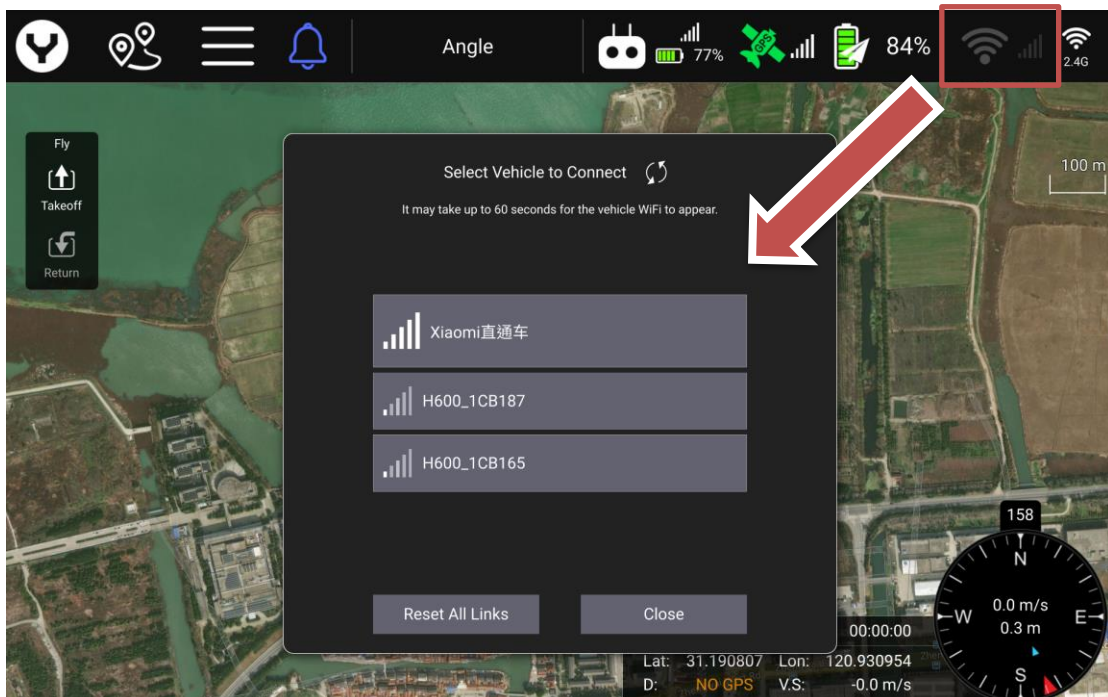 Angle
77%
GPS
84%
2.4G
Fly
Takeoff
Return
100 m
Select Vehicle to Connect
It may take up to 60 seconds for the vehicle WiFi to appear.
Xiaomi直通车
H600_1CB187
H600_1CB165
Reset All Links
Close
158
N
W
E
S
0.0 m/s
0.3 m
00:00:00
Lat: 31.190807 Lon: 120.930954
D: NO GPS V.S: -0.0 m/s